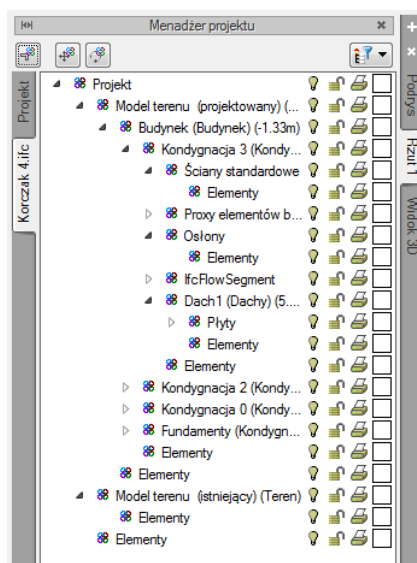 Menadżer projektu
Projekt
Korczak 4.ifc
Projekt
Model terenu (projektowany) (...
Budynek (Budynek) (-1.33m)
Kondygnacja 3 (Kondy...
Ściany standardowe
Elementy
Proxy elementów b...
Osłony
Elementy
IfcFlowSegment
Dach1 (Dachy) (5....
Płyty
Elementy
Elementy
Kondygnacja 2 (Kondy...
Kondygnacja 0 (Kondy...
Fundamenty (Kondygn...
Elementy
Elementy
Model terenu (istniejący) (Teren)
Elementy
Elementy
Podrys
Rzut 1
Widok 3D